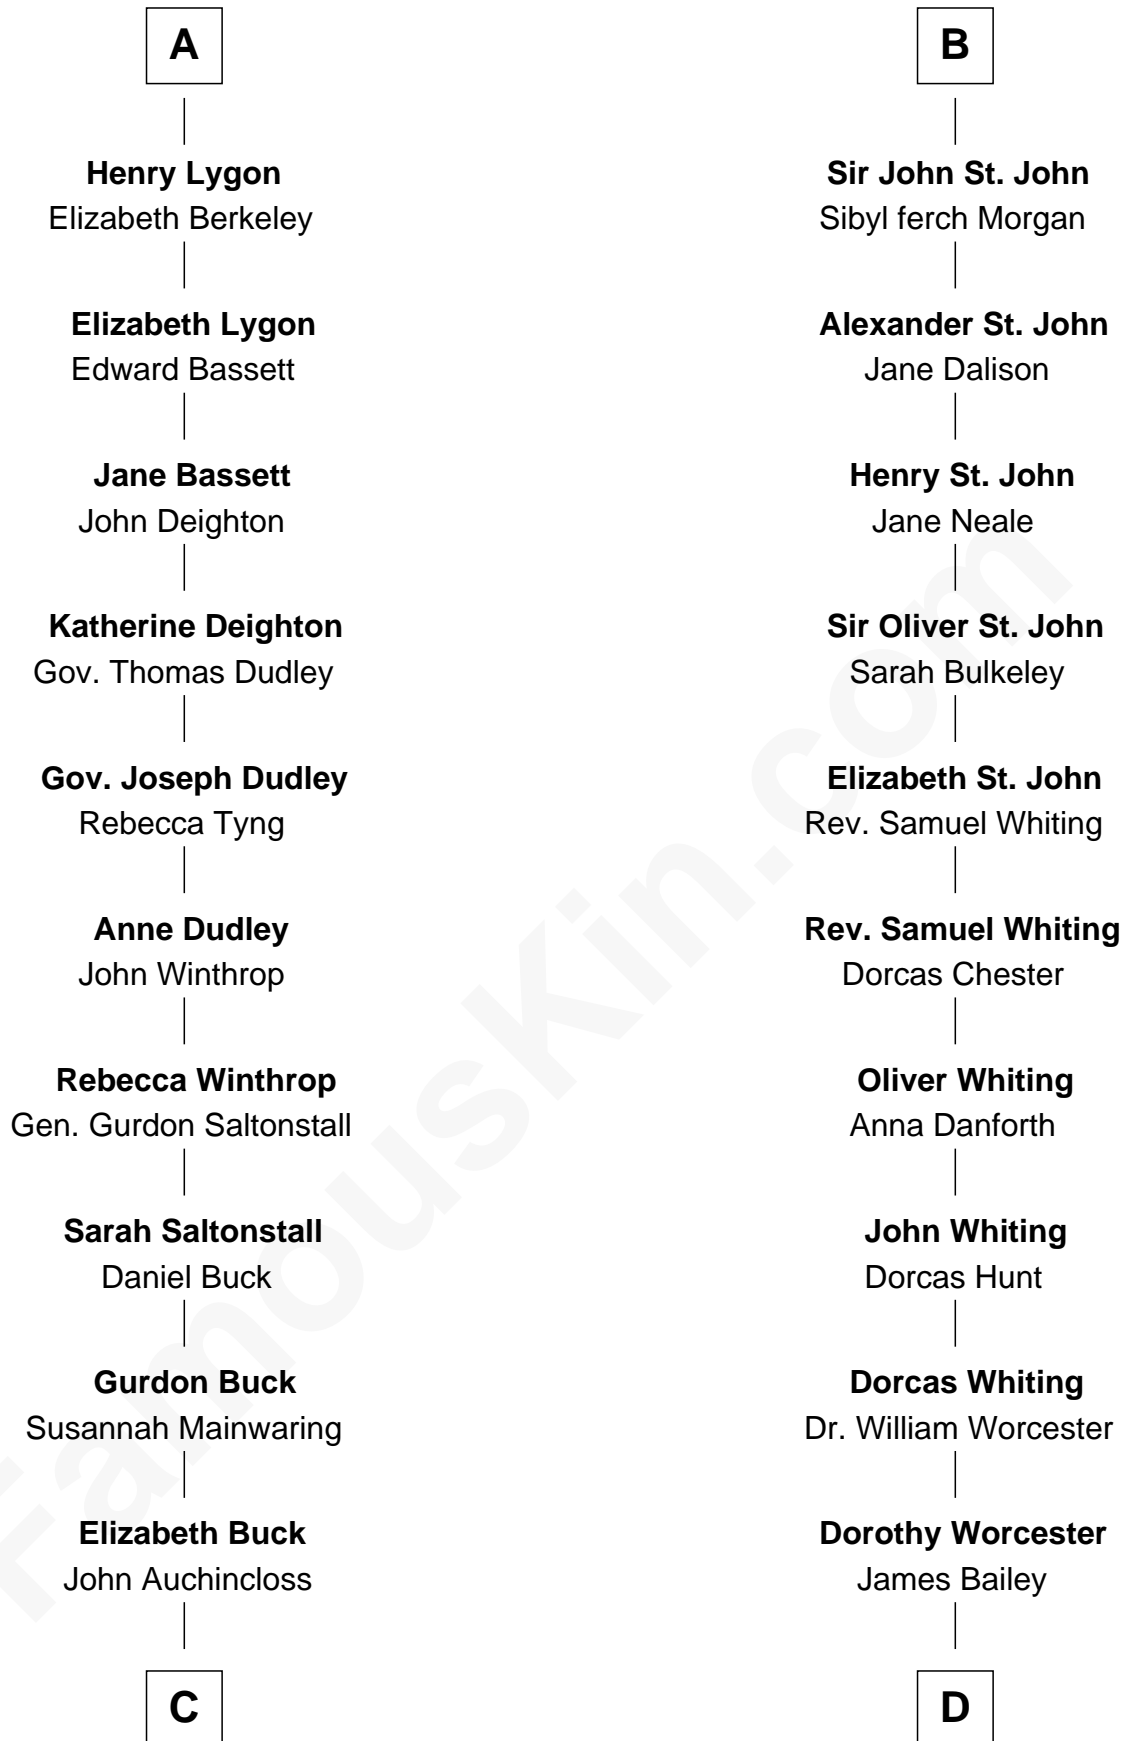 A
Henry Lygon
Elizabeth Berkeley
Elizabeth Lygon
Edward Bassett
Jane Bassett
John Deighton
Katherine Deighton
Gov. Thomas Dudley
Gov. Joseph Dudley
Rebecca Tyng
Anne Dudley
John Winthrop
Rebecca Winthrop
Gen. Gurdon Saltonstall
Sarah Saltonstall
Daniel Buck
Gurdon Buck
Susannah Mainwaring
Elizabeth Buck
John Auchincloss
C
B
Sir John St. John
Sibyl ferch Morgan
Alexander St. John
Jane Dalison
Henry St. John
Jane Neale
Sir Oliver St. John
Sarah Bulkeley
Elizabeth St. John
Rev. Samuel Whiting
Rev. Samuel Whiting
Dorcas Chester
Oliver Whiting
Anna Danforth
John Whiting
Dorcas Hunt
Dorcas Whiting
Dr. William Worcester
Dorothy Worcester
James Bailey
D
FamousKin.com